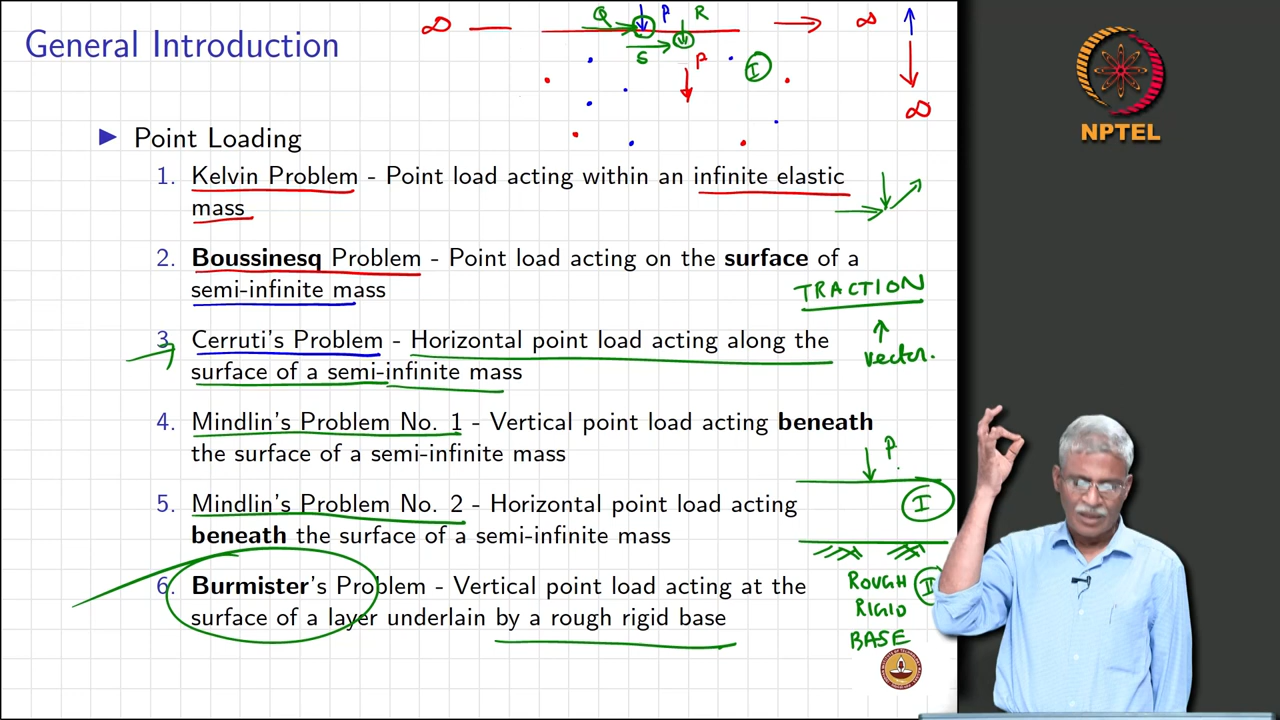 General Introduction
∞
Q
P
R
∞
S
P
I
∞
NPTEL
▶ Point Loading
1. Kelvin Problem - Point load acting within an infinite elastic
mass
2. Boussinesq Problem - Point load acting on the surface of a
semi-infinite mass
TRACTION
3. Cerruti's Problem - Horizontal point load acting along the
surface of a semi-infinite mass
vector.
4. Mindlin's Problem No. 1 - Vertical point load acting beneath
the surface of a semi-infinite mass
P
5. Mindlin's Problem No. 2 - Horizontal point load acting
beneath the surface of a semi-infinite mass
I
6. Burmister's Problem - Vertical point load acting at the
surface of a layer underlain by a rough rigid base
ROUGH
RIGID
BASE
II